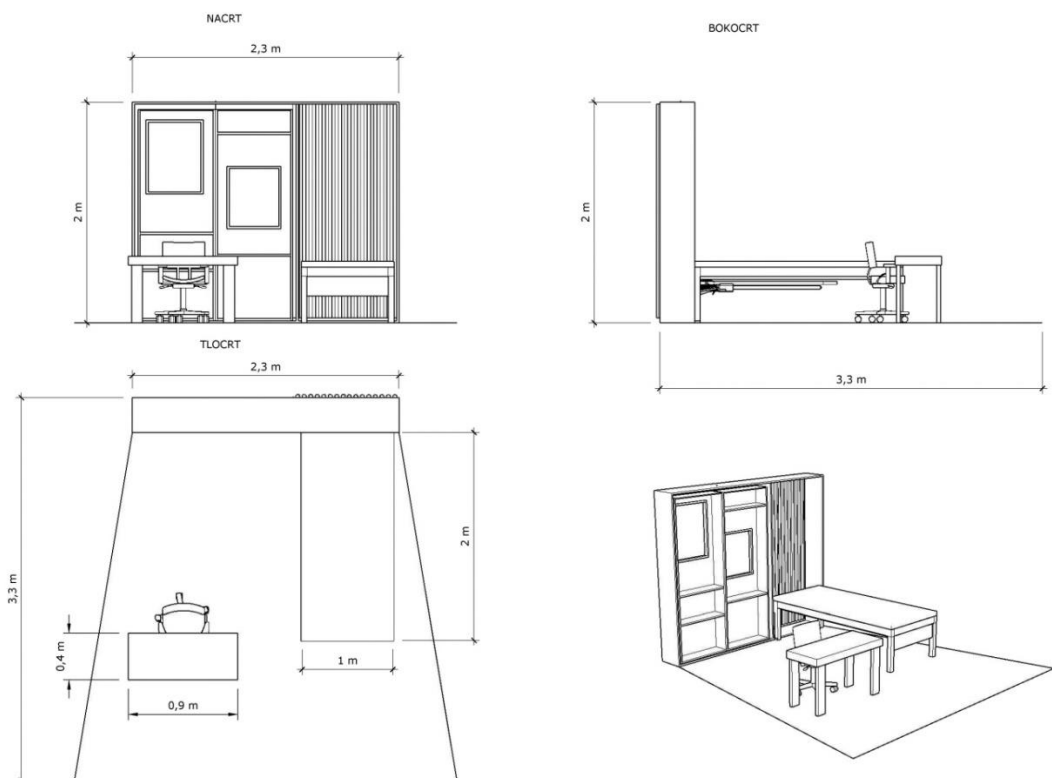 NACRT
2,3 m
2 m
BOKOCRT
2 m
3,3 m
TLOCRT
2,3 m
3,3 m
2 m
0,4 m
0,9 m
1 m